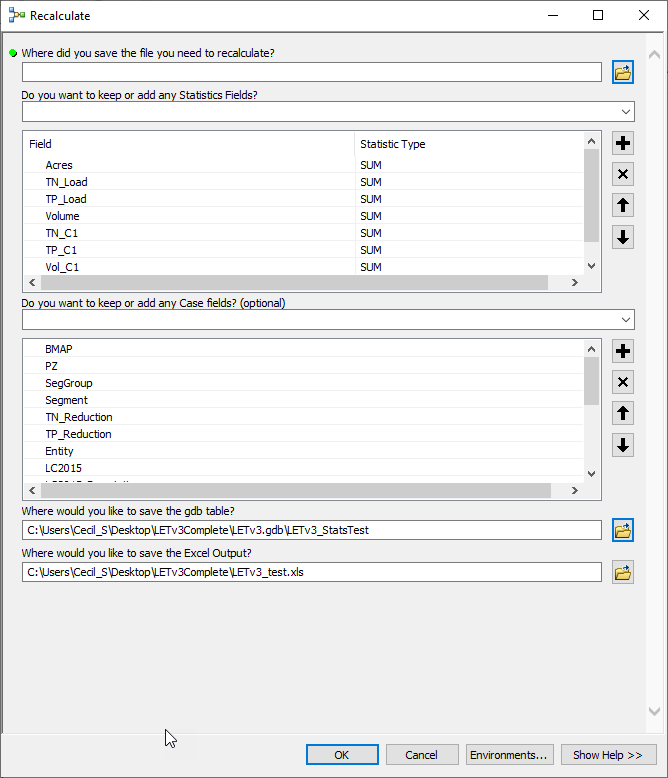 Recalculate
Where did you save the file you need to recalculate?
Do you want to keep or add any Statistics Fields?
Field Statistic Type
Acres SUM
TN_Load SUM
TP_Load SUM
Volume SUM
TN_C1 SUM
TP_C1 SUM
Vol_C1 SUM
Do you want to keep or add any Case fields? (optional)
BMAP
PZ
SegGroup
Segment
TN_Reduction
TP_Reduction
Entity
LC2015
Where would you like to save the gdb table?
C:\Users\Cecil_S\Desktop\LETv3Complete\LETv3.gdb\LETv3_StatsTest
Where would you like to save the Excel Output?
C:\Users\Cecil_S\Desktop\LETv3Complete\LETv3_test.xls
OK Cancel Environments... Show Help >>